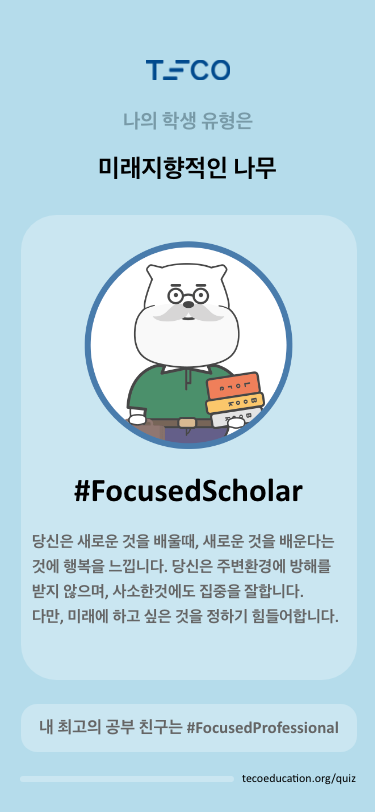 TECO
나의 학생 유형은
미래지향적인 나무
#FocusedScholar
당신은 새로운 것을 배울때, 새로운 것을 배운다는
것에 행복을 느낍니다. 당신은 주변환경에 방해를
받지 않으며, 사소한것에도 집중을 잘합니다.
다만, 미래에 하고 싶은 것을 정하기 힘들어합니다.
내 최고의 공부 친구는 #FocusedProfessional
tecoeducation.org/quiz